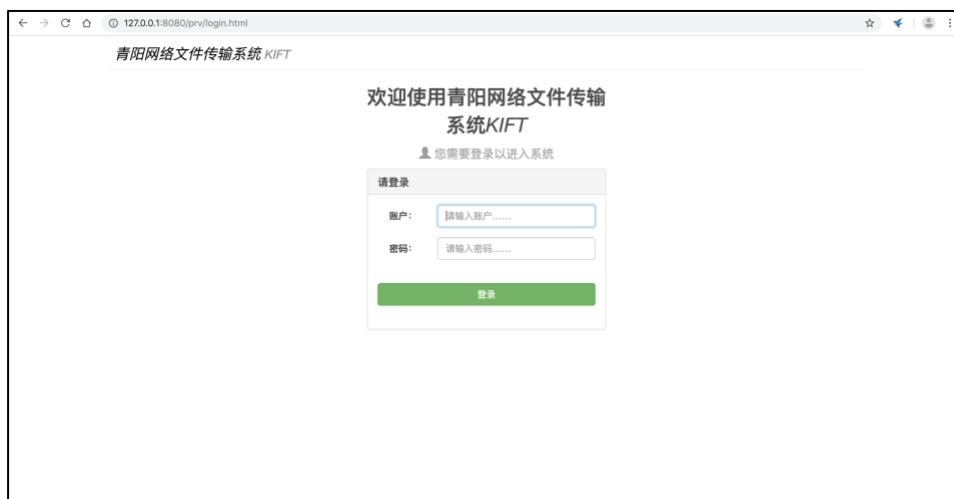 127.0.0.1:8080/prv/login.html
青阳网络文件传输系统 KIFT
欢迎使用青阳网络文件传输
系统KIFT
您需要登录以进入系统
请登录
账户：
请输入账户……
密码：
请输入密码……
登录